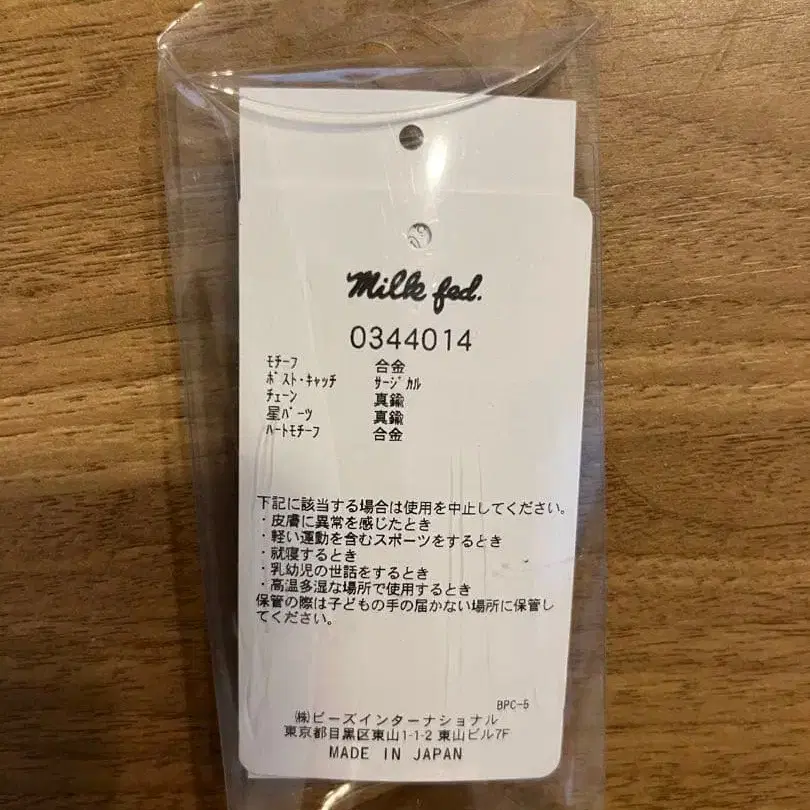 Milk fed.
0344014
ﾓﾁｰﾌ 合金
ﾎﾟｽﾄ・ｷｬｯﾁ ｻｰｼﾞｶﾙ
ﾁｪｰﾝ 真鍮
星ﾊﾟｰﾂ 真鍮
ﾊｰﾄﾓﾁｰﾌ 合金
下記に該当する場合は使用を中止してください。
・皮膚に異常を感じたとき
・軽い運動を含むスポーツをするとき
・就寝するとき
・乳幼児の世話をするとき
・高温多湿な場所で使用するとき
保管の際は子どもの手の届かない場所に保管し
てください。
BPC-5
㈱ビーズインターナショナル
東京都目黒区東山1-1-2 東山ビル7F
MADE IN JAPAN